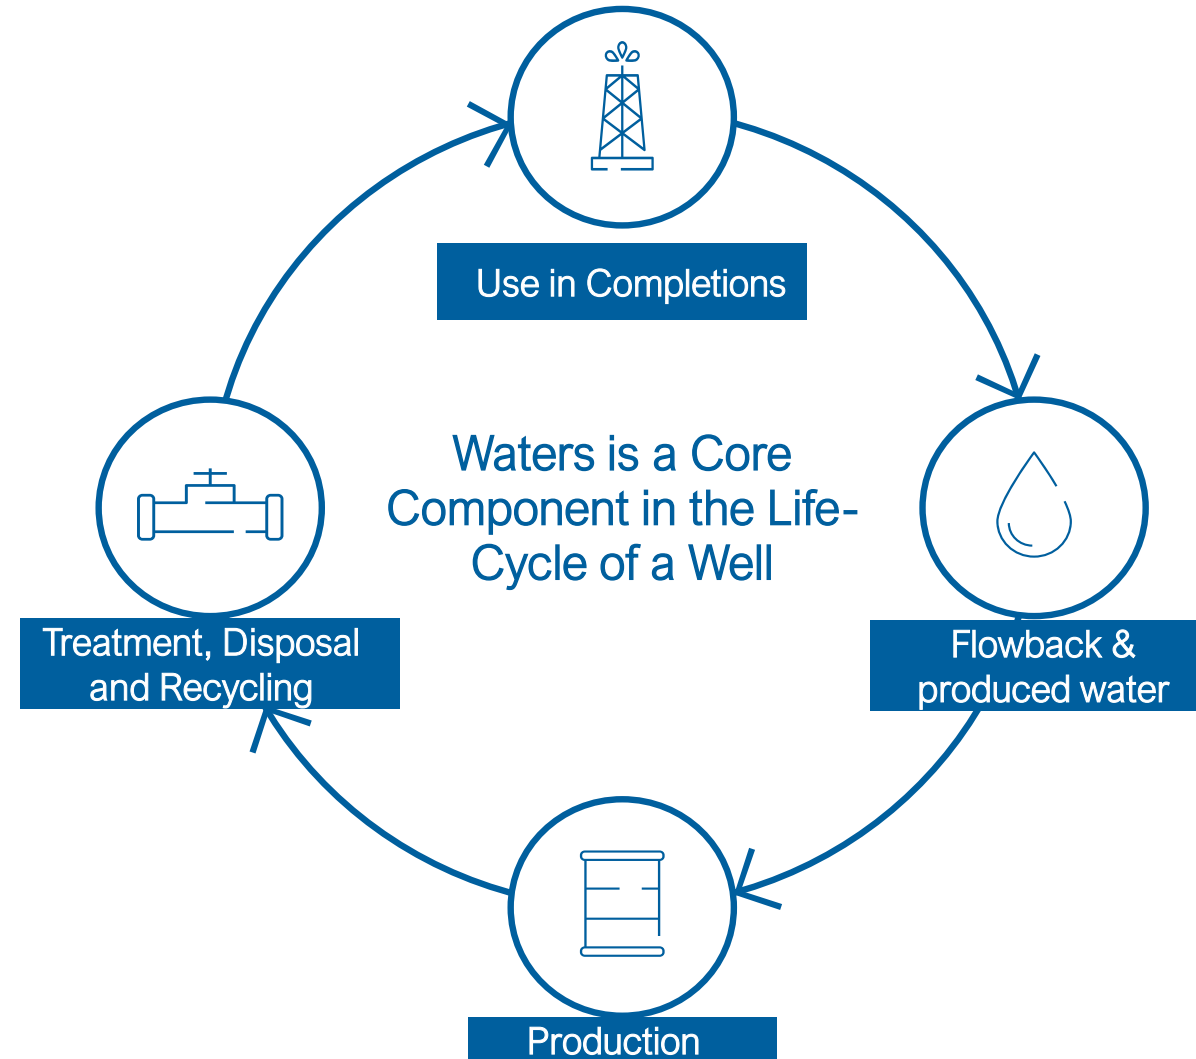 Use in Completions
Waters is a Core
Component in the Life-
Cycle of a Well
Treatment, Disposal
and Recycling
Flowback &
produced water
Production